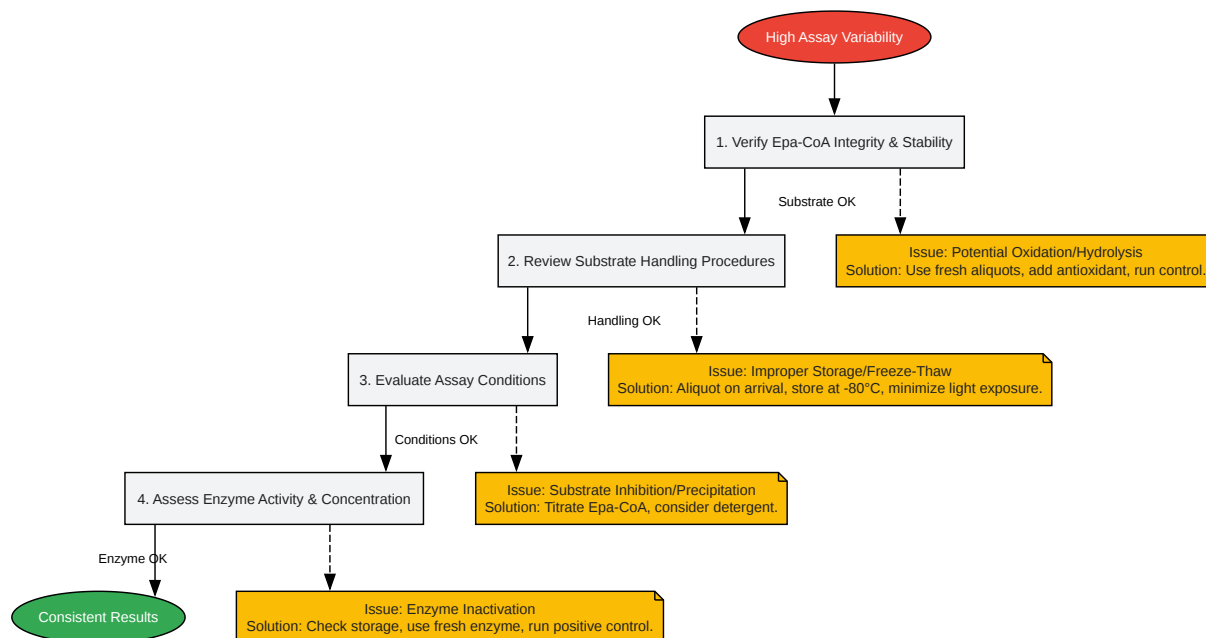 High Assay Variability
1. Verify Epa-CoA Integrity & Stability
Substrate OK
2. Review Substrate Handling Procedures
Issue: Potential Oxidation/Hydrolysis
Solution: Use fresh aliquots, add antioxidant, run control.
Handling OK
3. Evaluate Assay Conditions
Issue: Improper Storage/Freeze-Thaw
Solution: Aliquot on arrival, store at -80°C, minimize light exposure.
Conditions OK
4. Assess Enzyme Activity & Concentration
Issue: Substrate Inhibition/Precipitation
Solution: Titrate Epa-CoA, consider detergent.
Enzyme OK
Consistent Results
Issue: Enzyme Inactivation
Solution: Check storage, use fresh enzyme, run positive control.